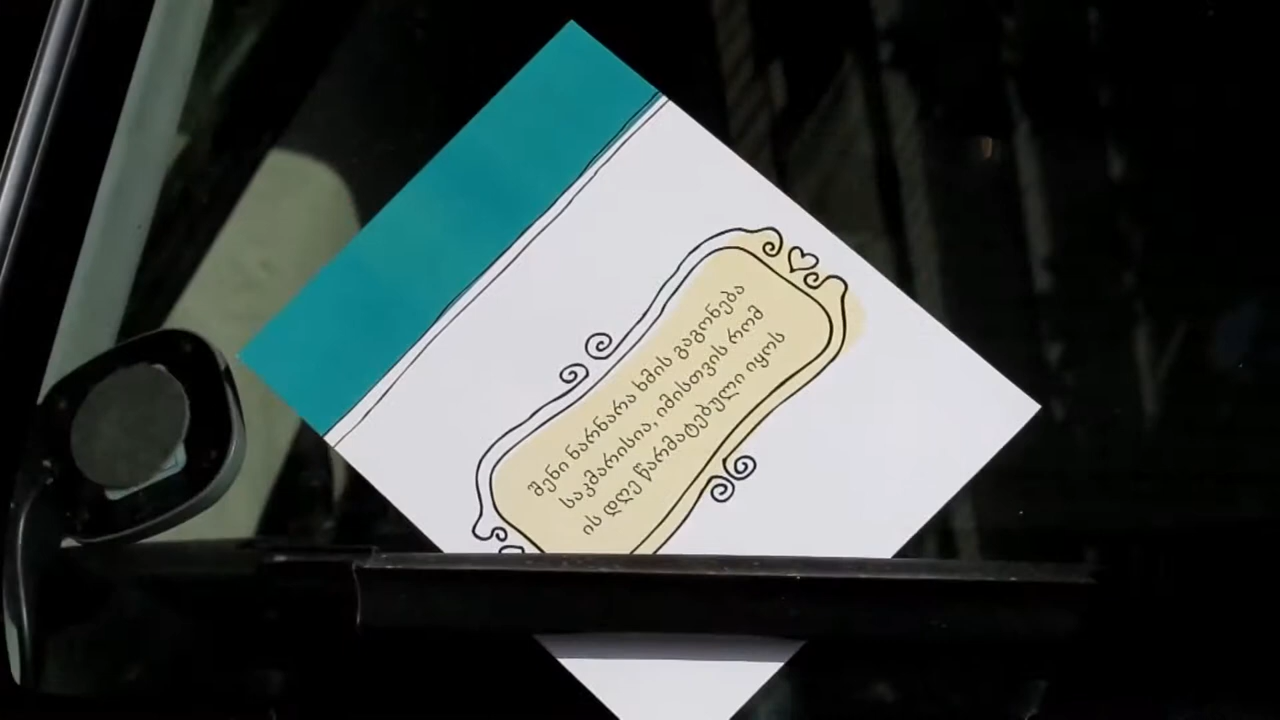 შენი ნარნარა ხმის გაგონება
საკმარისია, იმისთვის რომ
ის დღე წარმატებული იყოს